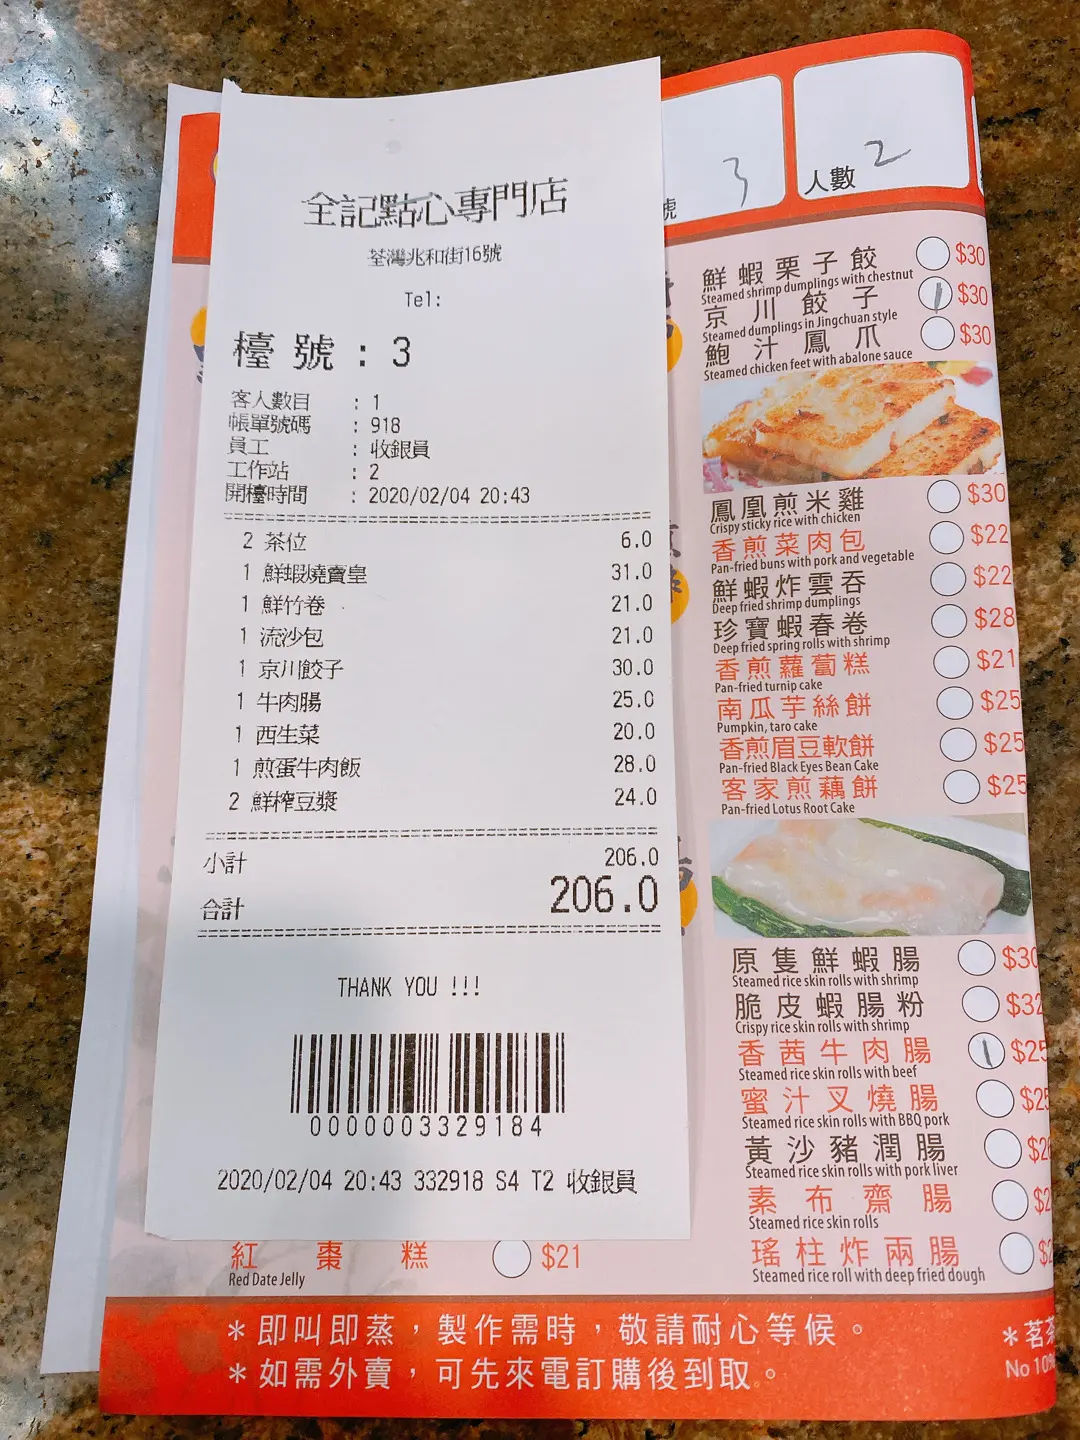 全記點心專門店
荃灣兆和街16號
Tel:
檯號:3
客人數目 : 1
帳單號碼 : 918
員工 : 收銀員
工作站 : 2
開檯時間 : 2020/02/04 20:43
2 茶位 6.0
1 鮮蝦燒賣皇 31.0
1 鮮竹卷 21.0
1 流沙包 21.0
1 京川餃子 30.0
1 牛肉腸 25.0
1 西生菜 20.0
1 煎蛋牛肉飯 28.0
2 鮮榨豆漿 24.0
小計 206.0
合計 206.0
THANK YOU !!!
0000003329184
2020/02/04 20:43 332918 S4 T2 收銀員
號 3
人數 2
鮮蝦栗子餃 $30
Steamed shrimp dumplings with chestnut
京川餃子 $30
Steamed dumplings in Jingchuan style
鮑汁鳳爪 $30
Steamed chicken feet with abalone sauce
鳳凰煎米雞 $30
Crispy sticky rice with chicken
香煎菜肉包 $22
Pan-fried buns with pork and vegetable
鮮蝦炸雲吞 $22
Deep fried shrimp dumplings
珍寶蝦春卷 $28
Deep fried spring rolls with shrimp
香煎蘿蔔糕 $21
Pan-fried turnip cake
南瓜芋絲餅 $25
Pumpkin, taro cake
香煎眉豆軟餅 $25
Pan-fried Black Eyes Bean Cake
客家煎藕餅 $25
Pan-fried Lotus Root Cake
原隻鮮蝦腸 $30
Steamed rice skin rolls with shrimp
脆皮蝦腸粉 $32
Crispy rice skin rolls with shrimp
香茜牛肉腸 $25
Steamed rice skin rolls with beef
蜜汁叉燒腸 $25
Steamed rice skin rolls with BBQ pork
黃沙豬潤腸 $26
Steamed rice skin rolls with pork liver
素布齋腸 $2
Steamed rice skin rolls
瑤柱炸兩腸 $2
Steamed rice roll with deep fried dough
紅棗糕 $21
Red Date Jelly
*即叫即蒸，製作需時，敬請耐心等候。
*如需外賣，可先來電訂購後到取。
*茗茶
No 10%